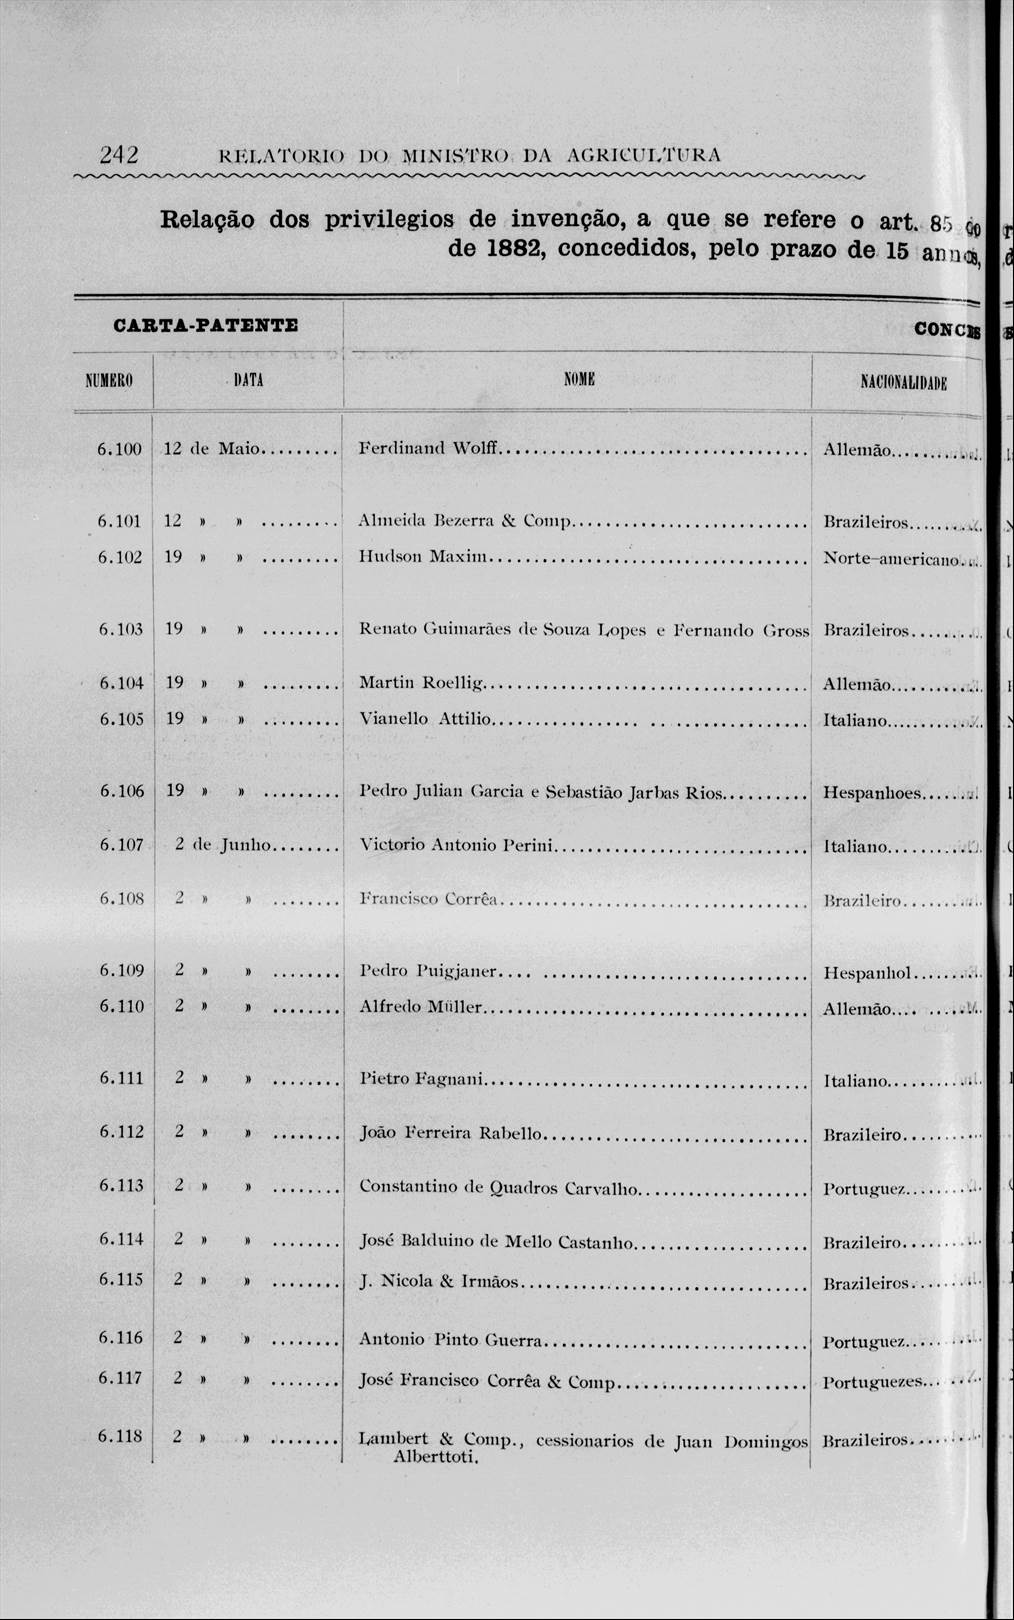 242 RELATORIO DO MINISTRO DA AGRICULTURA
Relação dos privilegios de invenção, a que se refere o art. 85 do
de 1882, concedidos, pelo prazo de 15 annos,
CARTA-PATENTE
NUMERO DATA NOME NACIONALIDADE
6.100 12 de Maio......... Ferdinand Wolff................................... Allemão..........
6.101 12 » » ......... Almeida Bezerra & Comp........................... Brazileiros........
6.102 19 » » ......... Hudson Maxim.................................... Norte-americano..
6.103 19 » » ......... Renato Guimarães de Souza Lopes e Fernando Gross Brazileiros........
6.104 19 » » ......... Martin Roellig..................................... Allemão..........
6.105 19 » » ......... Vianello Attilio................. .. ................ Italiano..........
6.106 19 » » ......... Pedro Julian Garcia e Sebastião Jarbas Rios.......... Hespanhoes.......
6.107 2 de Junho........ Victorio Antonio Perini............................. Italiano..........
6.108 2 » » ........ Francisco Corrêa................................... Brazileiro........
6.109 2 » » ........ Pedro Puigjaner.... .............................. Hespanhol........
6.110 2 » » ........ Alfredo Müller..................................... Allemão..........
6.111 2 » » ........ Pietro Fagnani..................................... Italiano..........
6.112 2 » » ........ João Ferreira Rabello.............................. Brazileiro..........
6.113 2 » » ........ Constantino de Quadros Carvalho.................... Portuguez........
6.114 2 » » ........ José Balduino de Mello Castanho.................... Brazileiro........
6.115 2 » » ........ J. Nicola & Irmãos................................. Brazileiros.......
6.116 2 » » ........ Antonio Pinto Guerra.............................. Portuguez........
6.117 2 » » ........ José Francisco Corrêa & Comp...................... Portuguezes......
6.118 2 » » ........ Lambert & Comp., cessionarios de Juan Domingos Brazileiros........
Alberttoti.